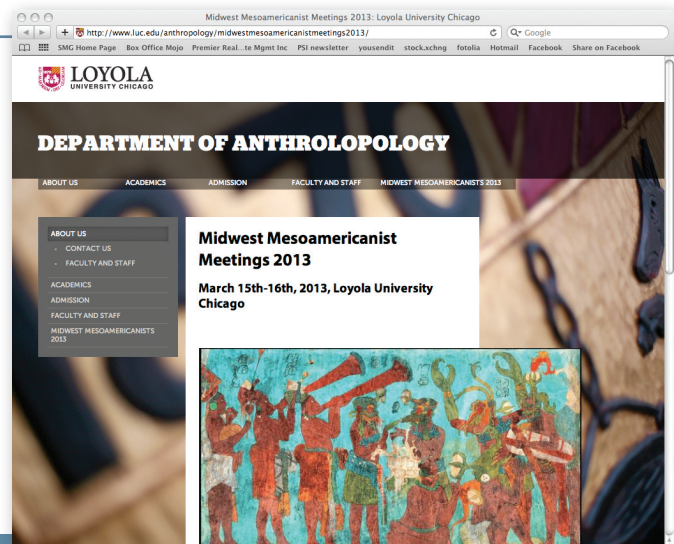 Midwest Mesoamericanist Meetings 2013: Loyola University Chicago
http://www.luc.edu/anthropology/midwestmesoamericanistmeetings2013/
Google
SMG Home Page Box Office Mojo Premier Real...te Mgmt Inc PSI newsletter yousendit stock.xchng fotolia Hotmail Facebook Share on Facebook
LOYOLA
UNIVERSITY CHICAGO
DEPARTMENT OF ANTHROLOPOLOGY
ABOUT US ACADEMICS ADMISSION FACULTY AND STAFF MIDWEST MESOAMERICANISTS 2013
ABOUT US
CONTACT US
FACULTY AND STAFF
ACADEMICS
ADMISSION
FACULTY AND STAFF
MIDWEST MESOAMERICANISTS
2013
Midwest Mesoamericanist
Meetings 2013
March 15th-16th, 2013, Loyola University
Chicago